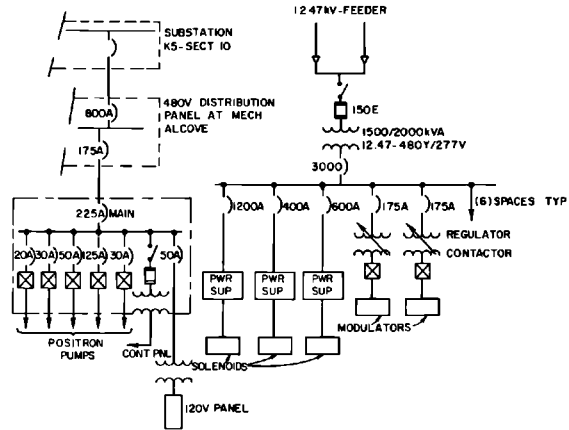 SUBSTATION
K5-SECT 10
480V DISTRIBUTION
PANEL AT MECH
ALCOVE
800A
175A
225A MAIN
20A 30A 50A 125A 30A 50A
POSITRON
PUMPS
CONT PNL
120V PANEL
12.47kV-FEEDER
150E
1500/2000kVA
12.47-480Y/277V
3000
1200A 400A 600A 175A 175A (6) SPACES TYP
REGULATOR
CONTACTOR
PWR
SUP
PWR
SUP
PWR
SUP
MODULATORS
SOLENOIDS